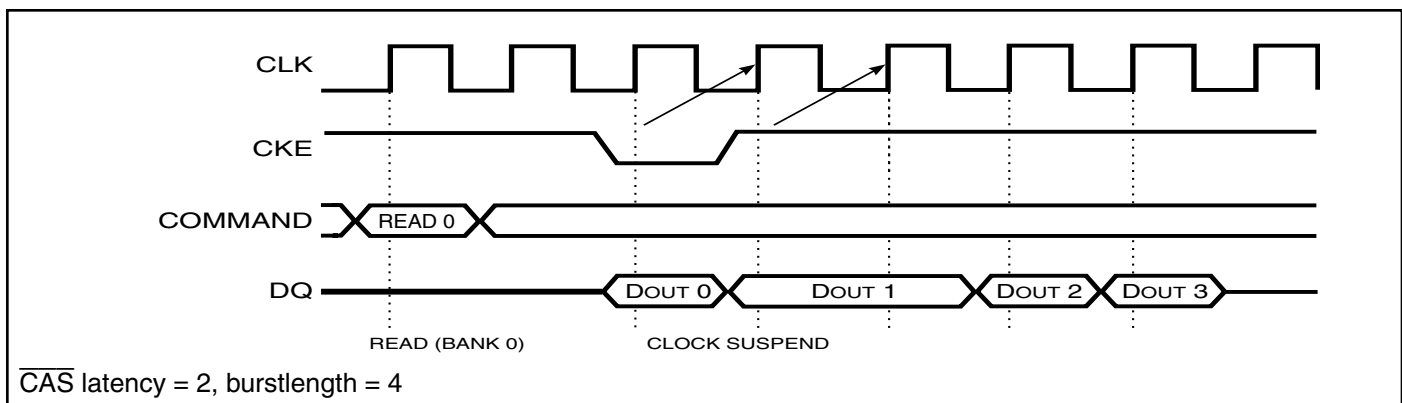 CLK
CKE
COMMAND READ 0
DQ DOUT 0 DOUT 1 DOUT 2 DOUT 3
READ (BANK 0) CLOCK SUSPEND
C̅A̅S̅ latency = 2, burstlength = 4